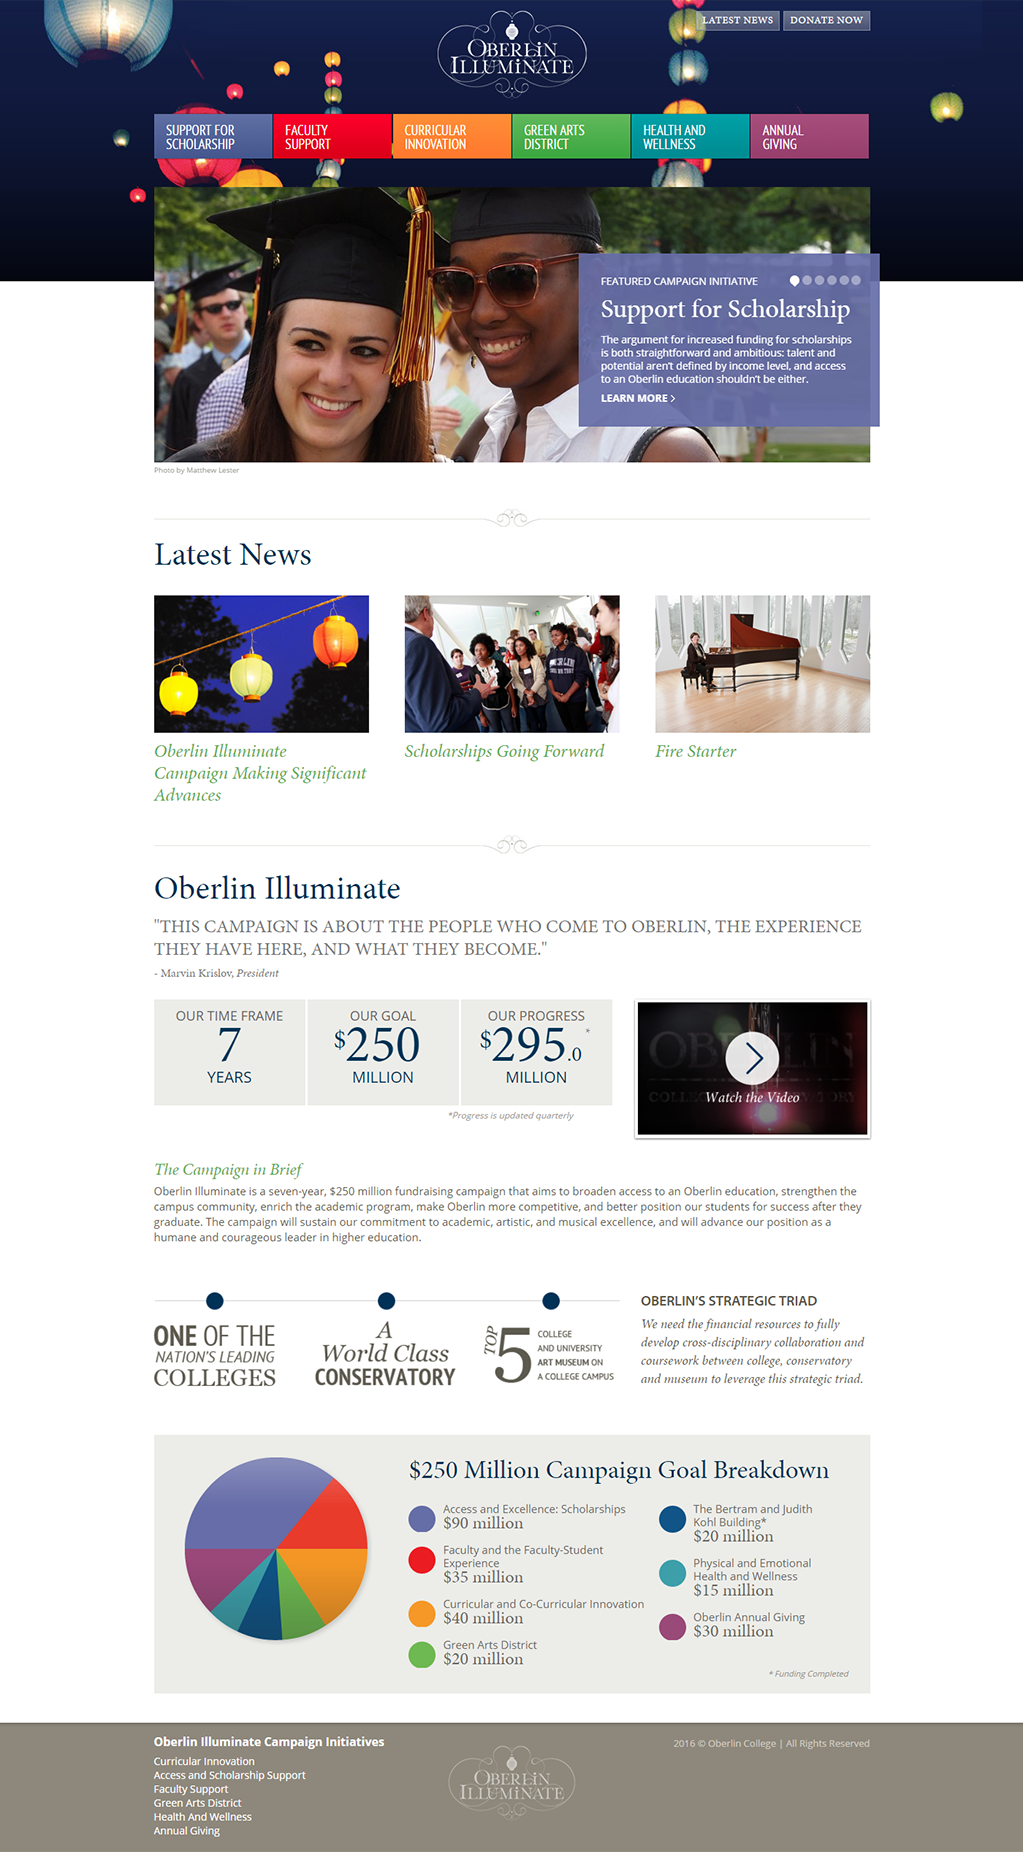 LATEST NEWS
DONATE NOW
OBERLIN
ILLUMINATE
SUPPORT FOR
SCHOLARSHIP
FACULTY
SUPPORT
CURRICULAR
INNOVATION
GREEN ARTS
DISTRICT
HEALTH AND
WELLNESS
ANNUAL
GIVING
FEATURED CAMPAIGN INITIATIVE
Support for Scholarship
The argument for increased funding for scholarships
is both straightforward and ambitious: talent and
potential aren't defined by income level, and access
to an Oberlin education shouldn't be either.
LEARN MORE >
Photo by Matthew Lester
Latest News
Oberlin Illuminate
Campaign Making Significant
Advances
Scholarships Going Forward
Fire Starter
Oberlin Illuminate
"THIS CAMPAIGN IS ABOUT THE PEOPLE WHO COME TO OBERLIN, THE EXPERIENCE
THEY HAVE HERE, AND WHAT THEY BECOME."
- Marvin Krislov, President
OUR TIME FRAME
7
YEARS
OUR GOAL
$250
MILLION
OUR PROGRESS
$295.0*
MILLION
*Progress is updated quarterly
OBERLIN
Watch the Video
The Campaign in Brief
Oberlin Illuminate is a seven-year, $250 million fundraising campaign that aims to broaden access to an Oberlin education, strengthen the
campus community, enrich the academic program, make Oberlin more competitive, and better position our students for success after they
graduate. The campaign will sustain our commitment to academic, artistic, and musical excellence, and will advance our position as a
humane and courageous leader in higher education.
ONE OF THE
NATION'S LEADING
COLLEGES
A
World Class
CONSERVATORY
TOP
5
COLLEGE
AND UNIVERSITY
ART MUSEUM ON
A COLLEGE CAMPUS
OBERLIN'S STRATEGIC TRIAD
We need the financial resources to fully
develop cross-disciplinary collaboration and
coursework between college, conservatory
and museum to leverage this strategic triad.
$250 Million Campaign Goal Breakdown
Access and Excellence: Scholarships
$90 million
Faculty and the Faculty-Student
Experience
$35 million
Curricular and Co-Curricular Innovation
$40 million
Green Arts District
$20 million
The Bertram and Judith
Kohl Building*
$20 million
Physical and Emotional
Health and Wellness
$15 million
Oberlin Annual Giving
$30 million
* Funding Completed
Oberlin Illuminate Campaign Initiatives
Curricular Innovation
Access and Scholarship Support
Faculty Support
Green Arts District
Health And Wellness
Annual Giving
OBERLIN
ILLUMINATE
2016 © Oberlin College | All Rights Reserved